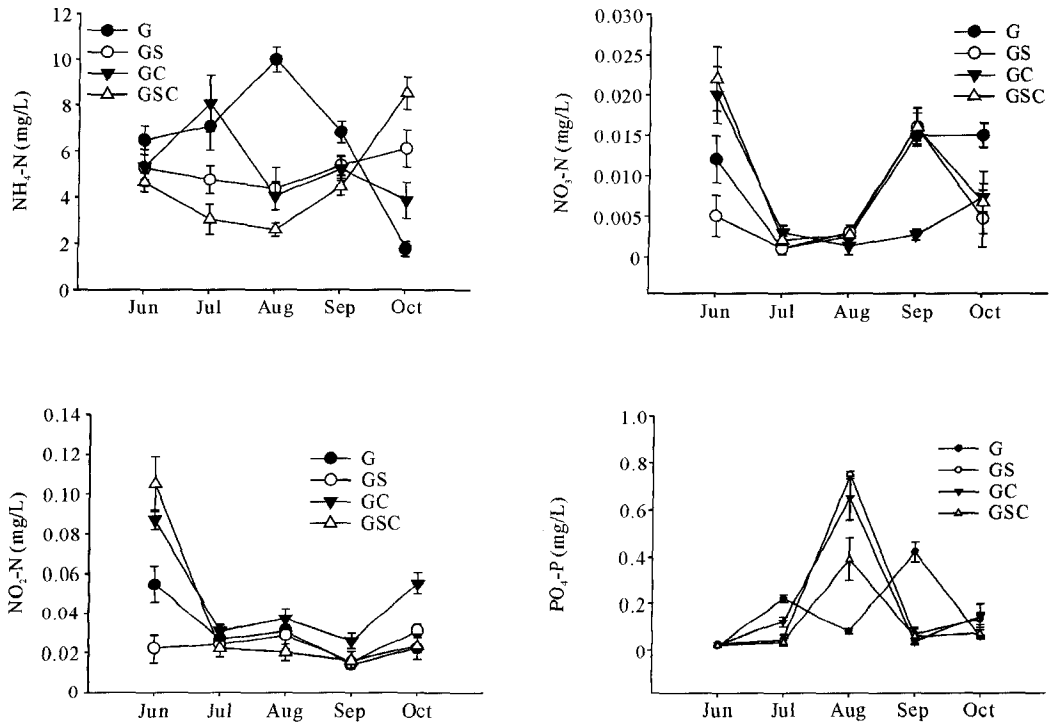 12
10
8
6
4
2
0
NH₄-N (mg/L)
G
GS
GC
GSC
Jun Jul Aug Sep Oct
0.030
0.025
0.020
0.015
0.010
0.005
0
NO₃-N (mg/L)
G
GS
GC
GSC
Jun Jul Aug Sep Oct
0.14
0.12
0.10
0.08
0.06
0.04
0.02
0
NO₂-N (mg/L)
G
GS
GC
GSC
Jun Jul Aug Sep Oct
1.0
0.8
0.6
0.4
0.2
0
PO₄-P (mg/L)
G
GS
GC
GSC
Jun Jul Aug Sep Oct